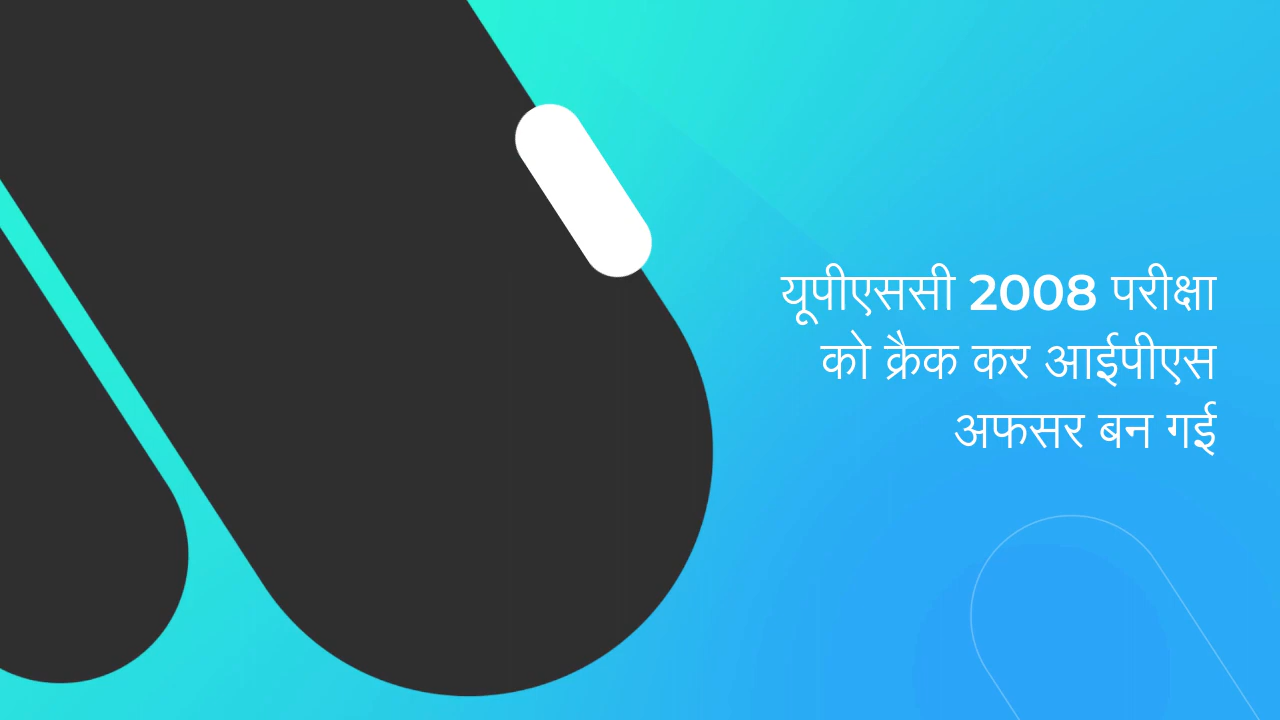 यूपीएससी 2008 परीक्षा
को क्रैक कर आईपीएस
अफसर बन गई